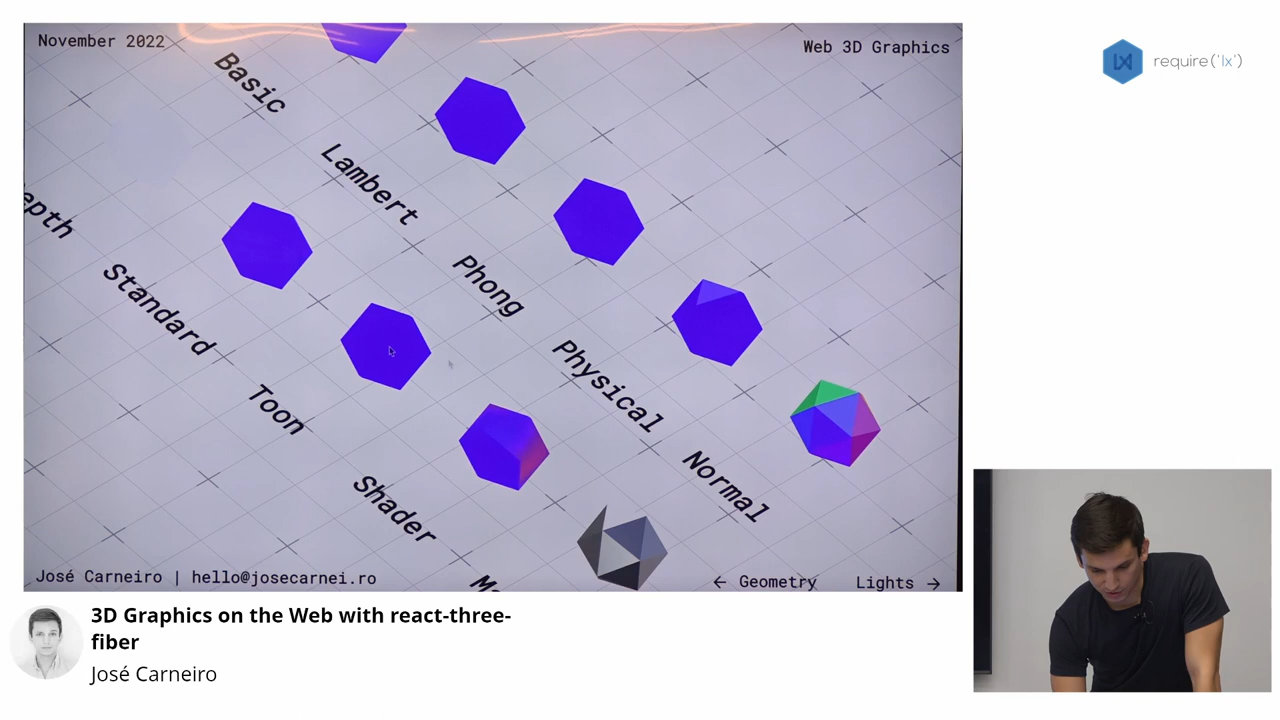 November 2022
Web 3D Graphics
require('lx')
Basic
Lambert
Phong
Physical
Normal
Standard
Toon
Shader
José Carneiro | hello@josecarnei.ro
← Geometry
Lights →
3D Graphics on the Web with react-three-
fiber
José Carneiro